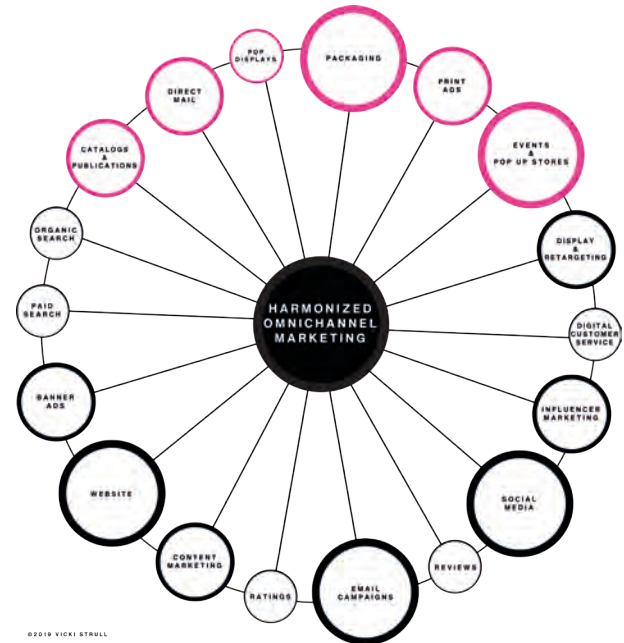 POP
DISPLAYS
PACKAGING
PRINT
ADS
DIRECT
MAIL
EVENTS
&
POP UP STORES
CATALOGS
&
PUBLICATIONS
ORGANIC
SEARCH
DISPLAY
&
RETARGETING
HARMONIZED
OMNICHANNEL
MARKETING
PAID
SEARCH
DIGITAL
CUSTOMER
SERVICE
BANNER
ADS
INFLUENCER
MARKETING
WEBSITE
SOCIAL
MEDIA
CONTENT
MARKETING
REVIEWS
RATINGS
EMAIL
CAMPAIGNS
©2019 VICKI STRULL